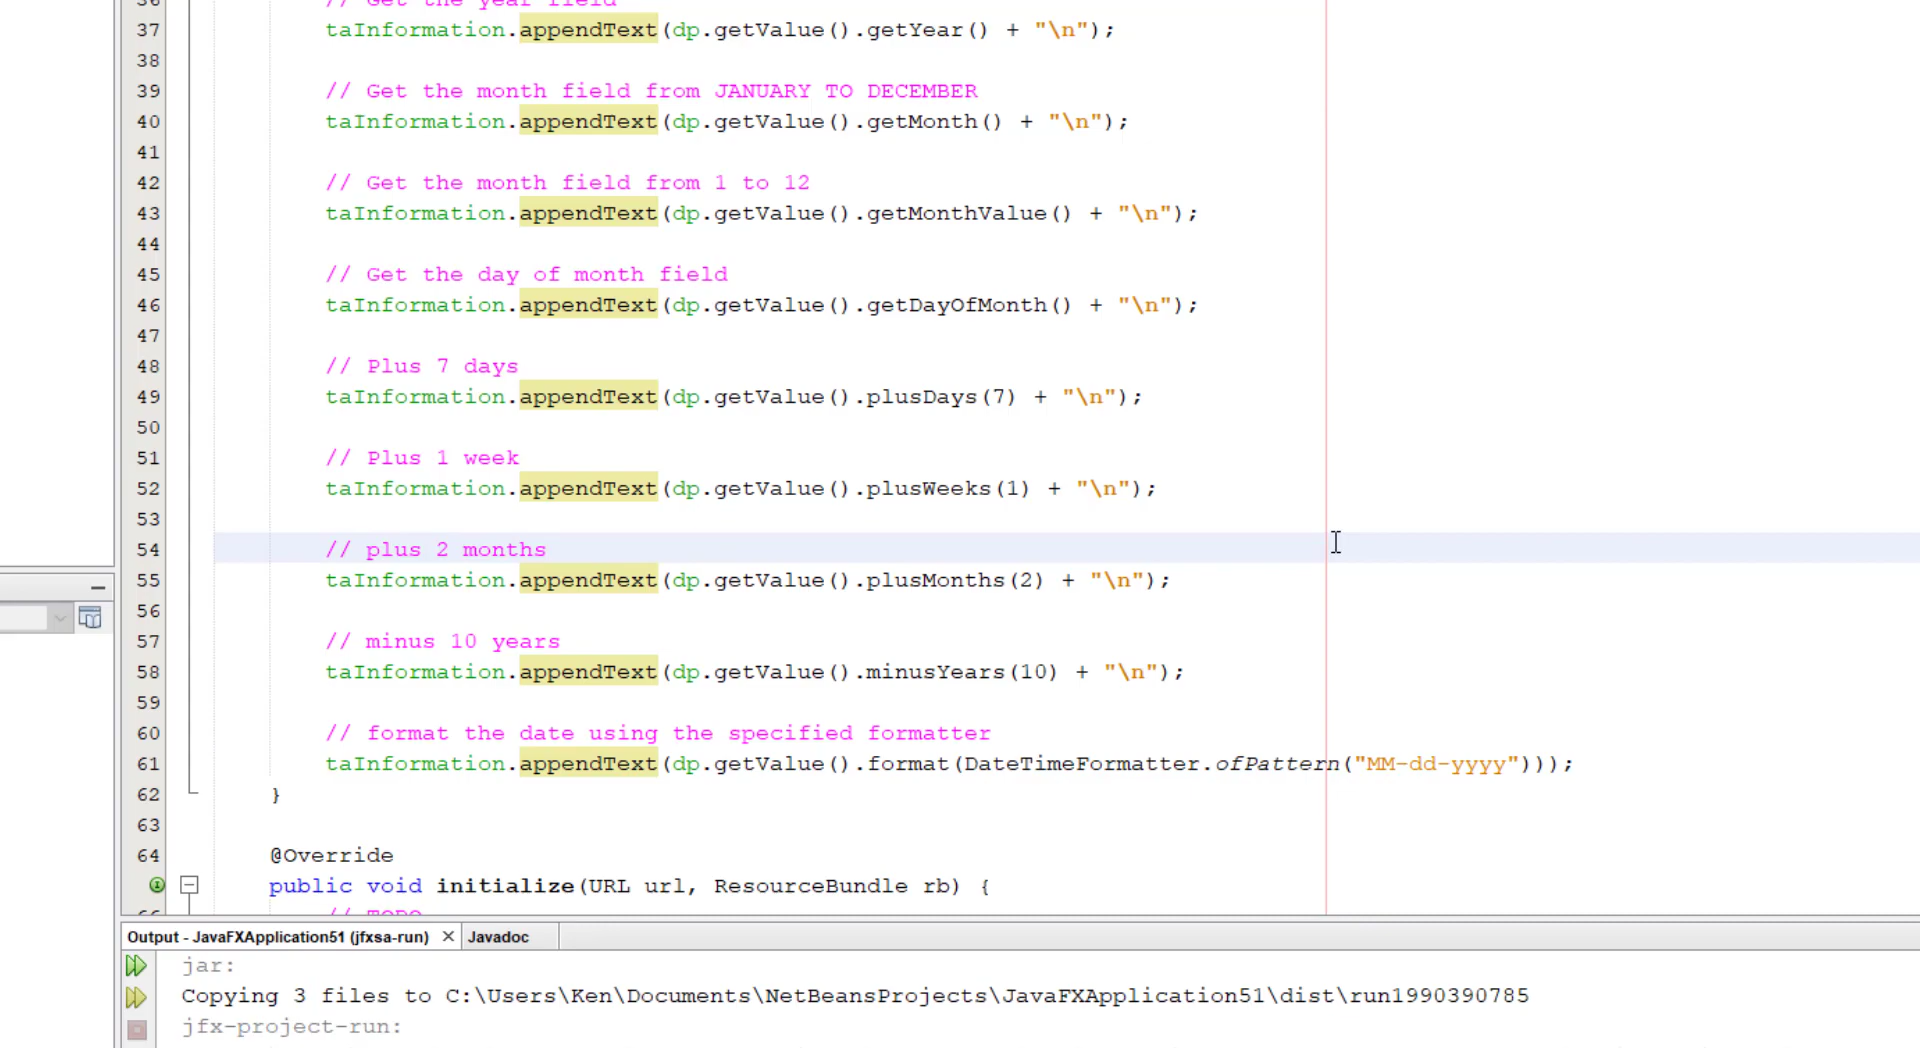 36 // Get the year field
37 taInformation.appendText(dp.getValue().getYear() + "\n");
38
39 // Get the month field from JANUARY TO DECEMBER
40 taInformation.appendText(dp.getValue().getMonth() + "\n");
41
42 // Get the month field from 1 to 12
43 taInformation.appendText(dp.getValue().getMonthValue() + "\n");
44
45 // Get the day of month field
46 taInformation.appendText(dp.getValue().getDayOfMonth() + "\n");
47
48 // Plus 7 days
49 taInformation.appendText(dp.getValue().plusDays(7) + "\n");
50
51 // Plus 1 week
52 taInformation.appendText(dp.getValue().plusWeeks(1) + "\n");
53
54 // plus 2 months
55 taInformation.appendText(dp.getValue().plusMonths(2) + "\n");
56
57 // minus 10 years
58 taInformation.appendText(dp.getValue().minusYears(10) + "\n");
59
60 // format the date using the specified formatter
61 taInformation.appendText(dp.getValue().format(DateTimeFormatter.ofPattern("MM-dd-yyyy")));
62 }
63
64 @Override
public void initialize(URL url, ResourceBundle rb) {
66 // TODO
Output - JavaFXApplication51 (jfxsa-run) Javadoc
jar:
Copying 3 files to C:\Users\Ken\Documents\NetBeansProjects\JavaFXApplication51\dist\run1990390785
jfx-project-run: